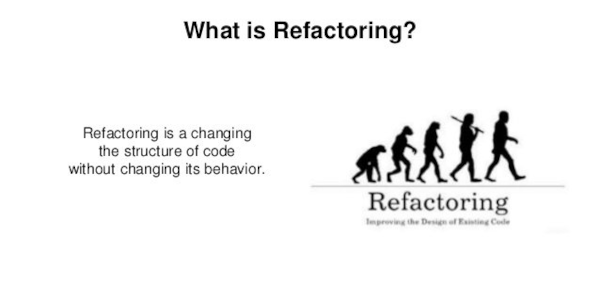 What is Refactoring?
Refactoring is a changing
the structure of code
without changing its behavior.
Refactoring
Improving the Design of Existing Code